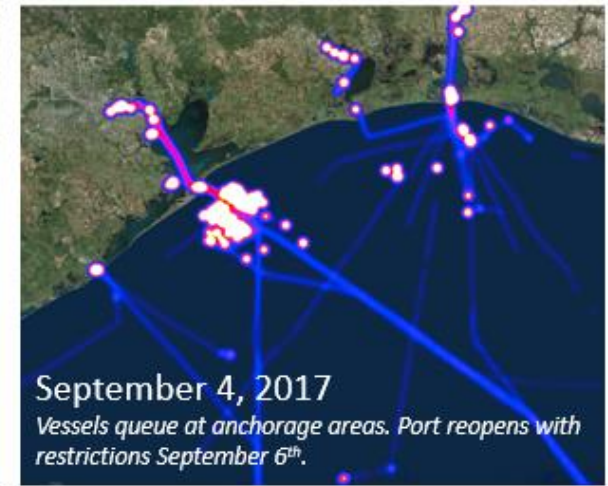 September 4, 2017
Vessels queue at anchorage areas. Port reopens with
restrictions September 6th.